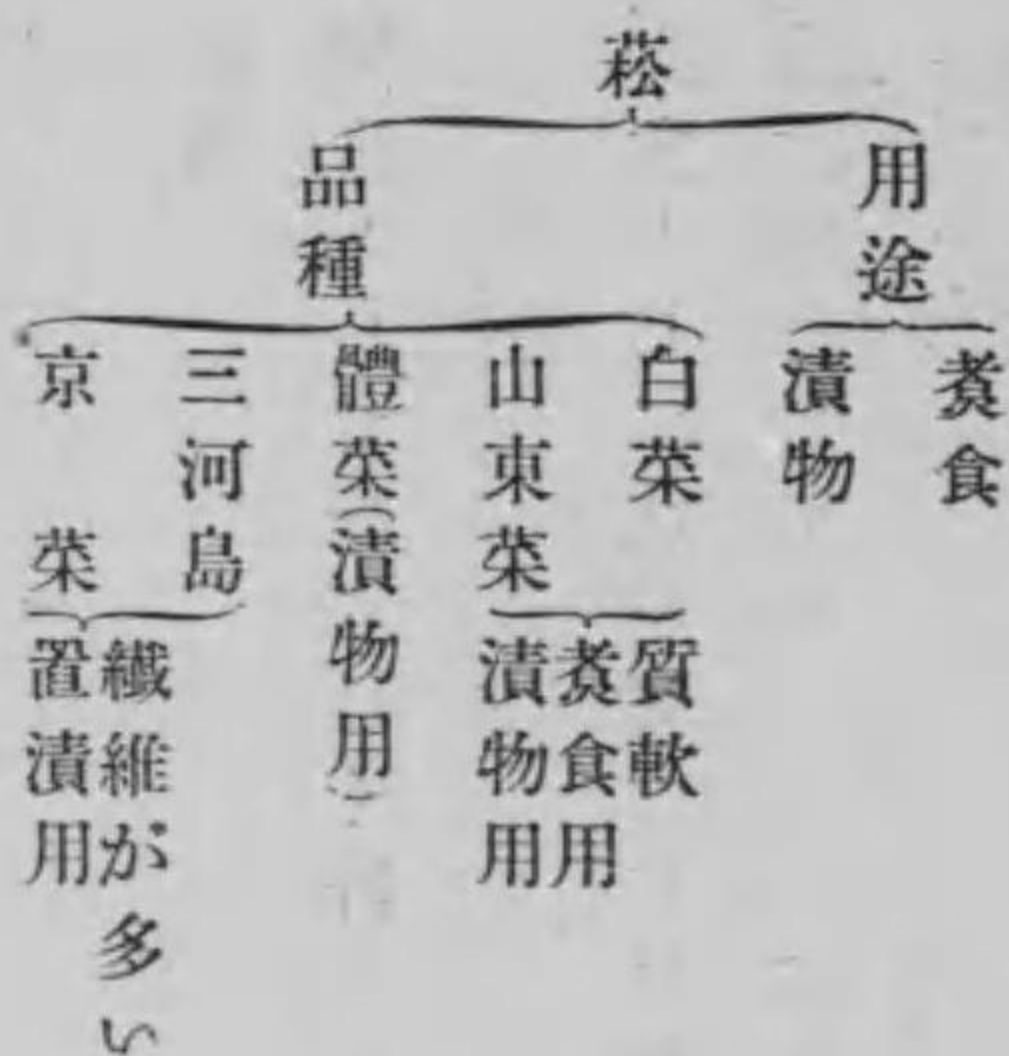 菘
用途
煮食
漬物
品種
白菜
山東菜
質軟
煮食用
漬物用
體菜(漬物用)
三河島
京菜
繊維が多い
置漬用